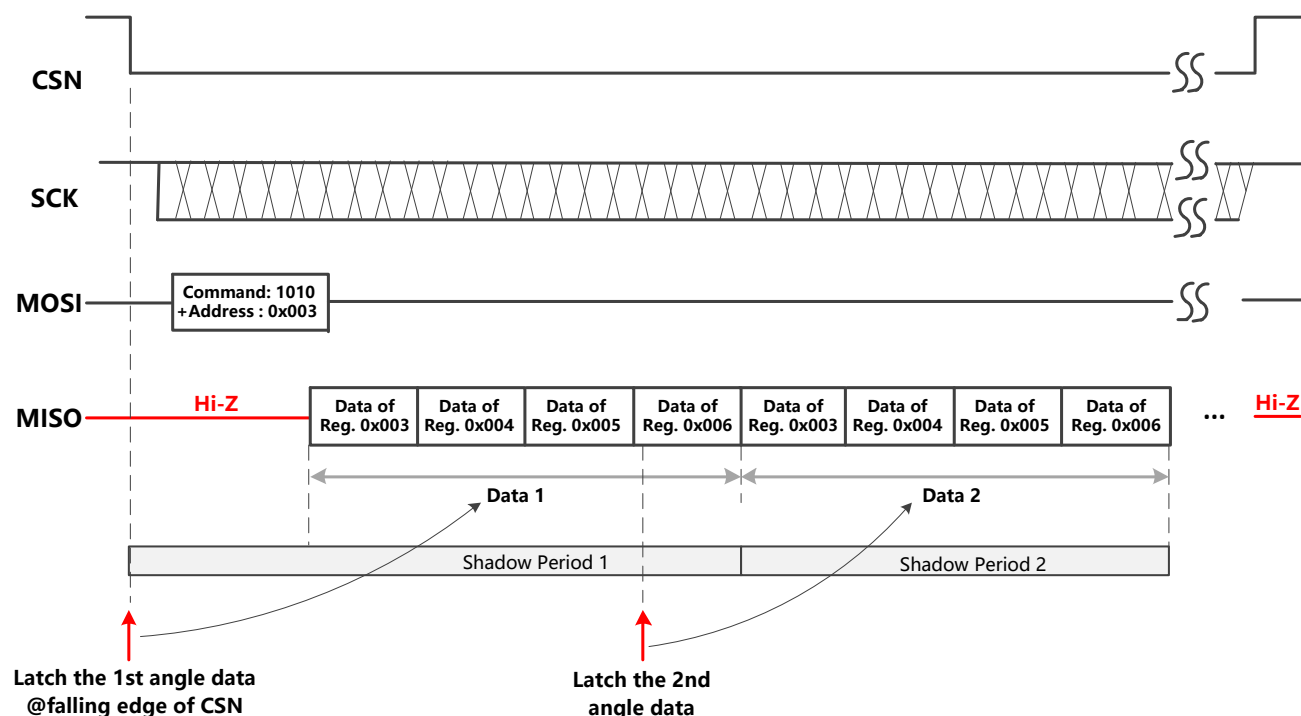 CSN
SCK
MOSI
Command: 1010
+Address : 0x003
MISO
Hi-Z
Data of
Reg. 0x003
Data of
Reg. 0x004
Data of
Reg. 0x005
Data of
Reg. 0x006
Data of
Reg. 0x003
Data of
Reg. 0x004
Data of
Reg. 0x005
Data of
Reg. 0x006
...
Hi-Z
Data 1
Data 2
Shadow Period 1
Shadow Period 2
Latch the 1st angle data
@falling edge of CSN
Latch the 2nd
angle data